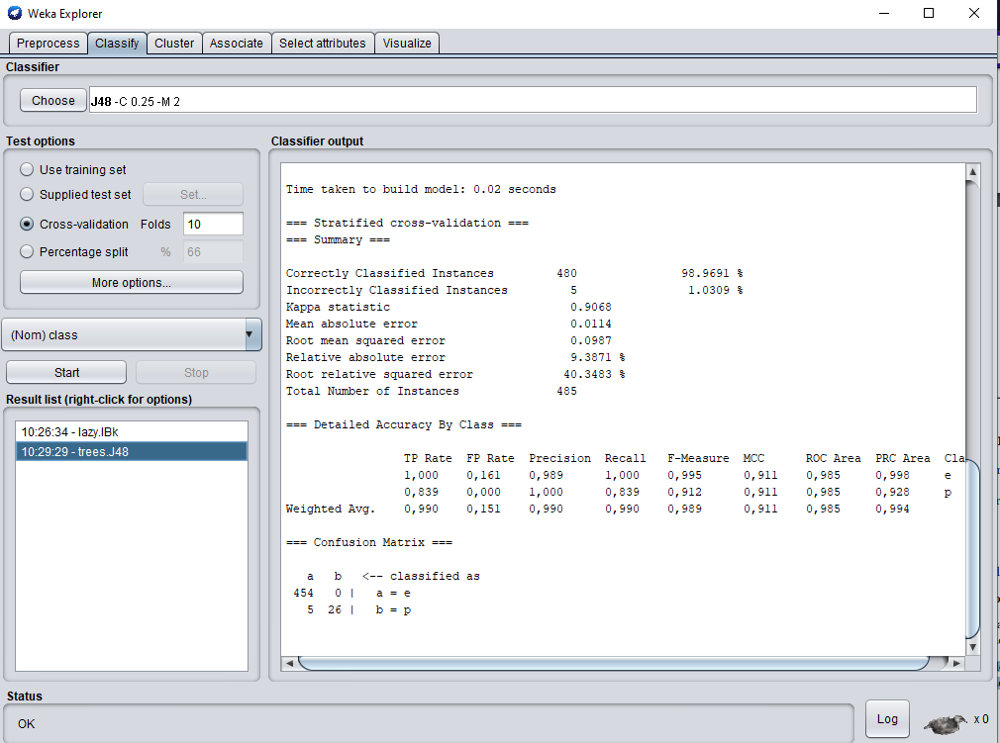 Weka Explorer
Preprocess Classify Cluster Associate Select attributes Visualize
Classifier
Choose J48 -C 0.25 -M 2
Test options
Use training set
Supplied test set Set...
Cross-validation Folds 10
Percentage split % 66
More options...
(Nom) class
Start Stop
Result list (right-click for options)
10:26:34 - lazy.IBk
10:29:29 - trees.J48
Classifier output
Time taken to build model: 0.02 seconds
=== Stratified cross-validation ===
=== Summary ===
Correctly Classified Instances 480 98.9691 %
Incorrectly Classified Instances 5 1.0309 %
Kappa statistic 0.9068
Mean absolute error 0.0114
Root mean squared error 0.0987
Relative absolute error 9.3871 %
Root relative squared error 40.3483 %
Total Number of Instances 485
=== Detailed Accuracy By Class ===
TP Rate FP Rate Precision Recall F-Measure MCC ROC Area PRC Area Cla
1,000 0,161 0,989 1,000 0,995 0,911 0,985 0,998 e
0,839 0,000 1,000 0,839 0,912 0,911 0,985 0,928 p
Weighted Avg. 0,990 0,151 0,990 0,990 0,989 0,911 0,985 0,994
=== Confusion Matrix ===
a b <-- classified as
454 0 | a = e
5 26 | b = p
Status
OK
Log x 0